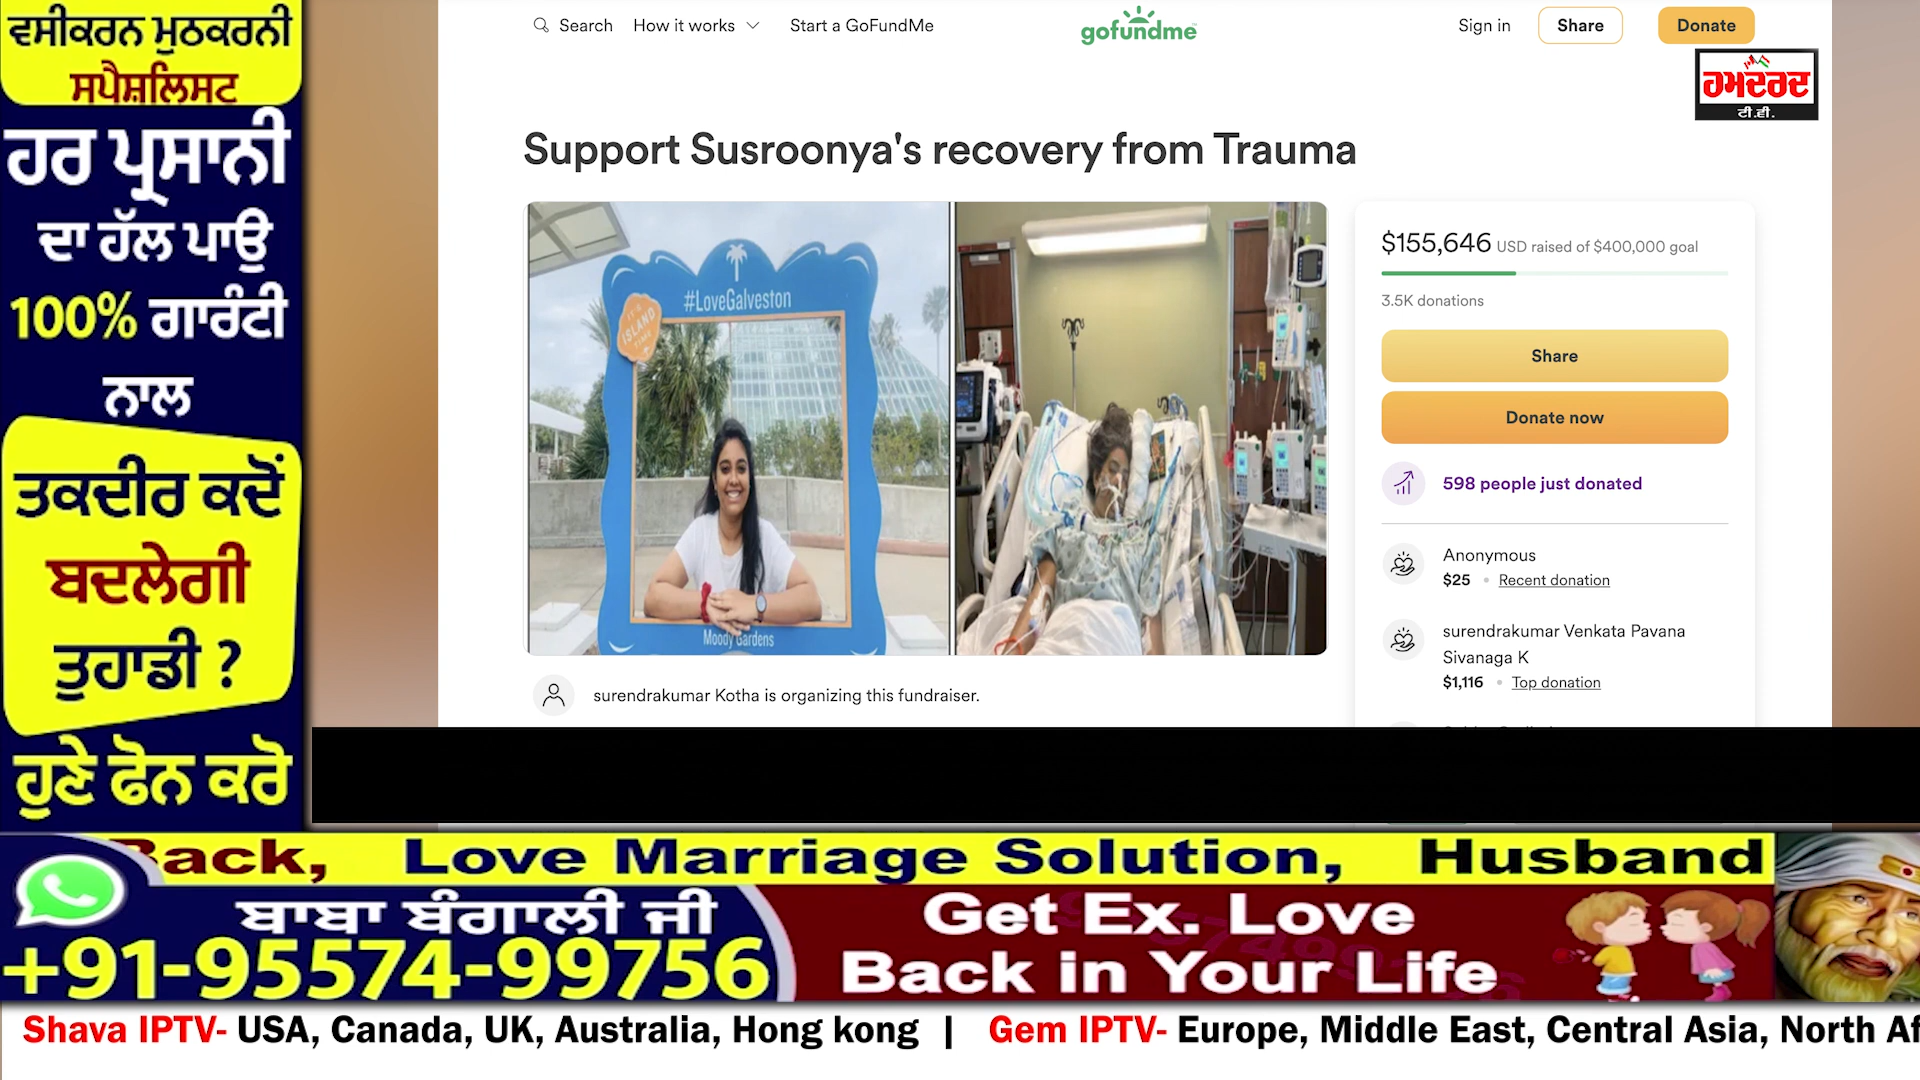 ਵਸੀਕਰਨ ਮੁਠਕਰਨੀ
ਸਪੈਸ਼ਲਿਸਟ
ਹਰ ਪ੍ਰਸਾਨੀ
ਦਾ ਹੱਲ ਪਾਉ
100% ਗਾਰੰਟੀ
ਨਾਲ
ਤਕਦੀਰ ਕਦੋਂ
ਬਦਲੇਗੀ
ਤੁਹਾਡੀ ?
ਹੁਣੇ ਫੋਨ ਕਰੋ
Search How it works Start a GoFundMe
gofundme
Sign in Share Donate
ਹਮਦਰਦ
ਟੀ.ਵੀ.
Support Susroonya's recovery from Trauma
#LoveGalveston
IT'S ISLAND TIME
Moody Gardens
surendrakumar Kotha is organizing this fundraiser.
$155,646 USD raised of $400,000 goal
3.5K donations
Share
Donate now
598 people just donated
Anonymous
$25 • Recent donation
surendrakumar Venkata Pavana
Sivanaga K
$1,116 • Top donation
Back, Love Marriage Solution, Husband
ਬਾਬਾ ਬੰਗਾਲੀ ਜੀ
+91-95574-99756
Get Ex. Love
Back in Your Life
Shava IPTV- USA, Canada, UK, Australia, Hong kong | Gem IPTV- Europe, Middle East, Central Asia, North Af